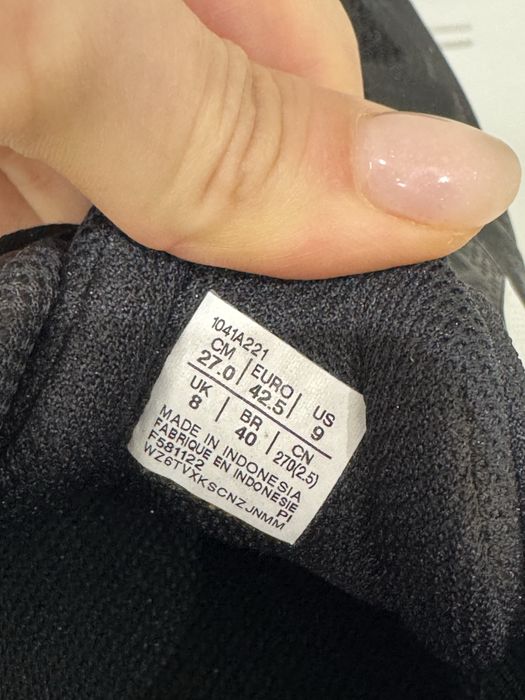 1041A221
CM | EURO | US
27.0 | 42.5 | 9
UK | BR | CN
8 | 40 | 270(2.5)
MADE IN INDONESIA
FABRIQUE EN INDONESIE
F581122 PI
WZ6TVXKSCNZJNMM